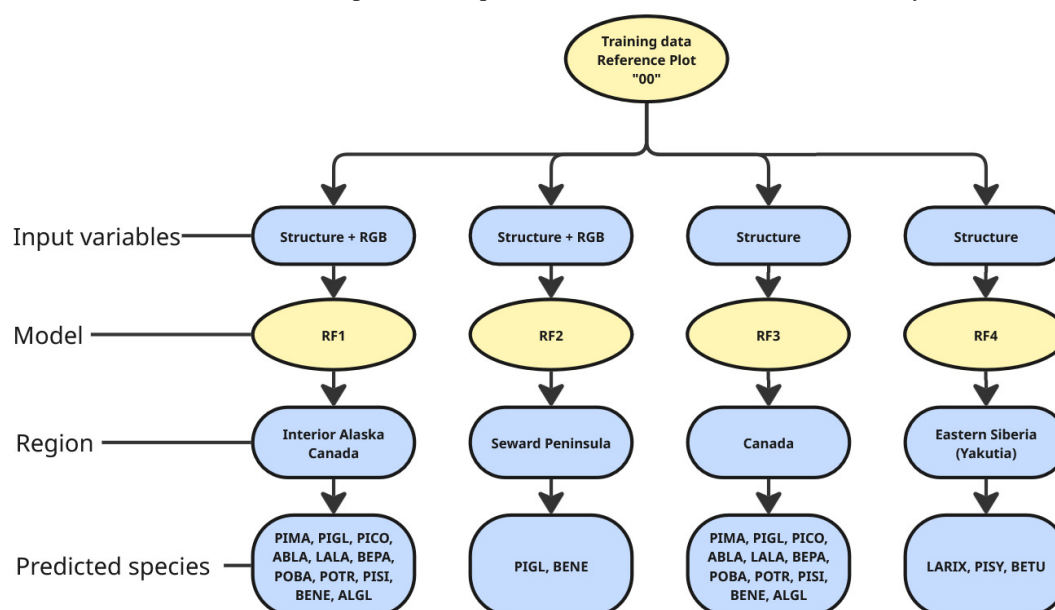 Training data
Reference Plot
"00"
Input variables
Structure + RGB
Structure + RGB
Structure
Structure
Model
RF1
RF2
RF3
RF4
Region
Interior Alaska
Canada
Seward Peninsula
Canada
Eastern Siberia
(Yakutia)
Predicted species
PIMA, PIGL, PICO,
ABLA, LALA, BEPA,
POBA, POTR, PISI,
BENE, ALGL
PIGL, BENE
PIMA, PIGL, PICO,
ABLA, LALA, BEPA,
POBA, POTR, PISI,
BENE, ALGL
LARIX, PISY, BETU